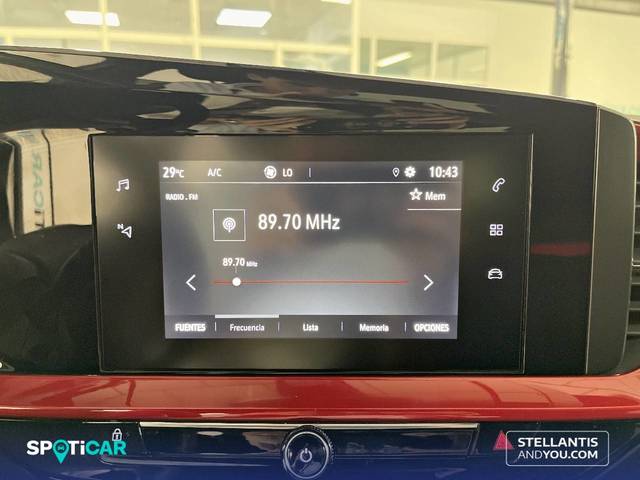 29°C A/C LO 10:43
RADIO . FM
Mem
89.70 MHz
89.70 MHz
FUENTES Frecuencia Lista Memoria OPCIONES
N
SPOTiCAR
STELLANTIS
ANDYOU.COM